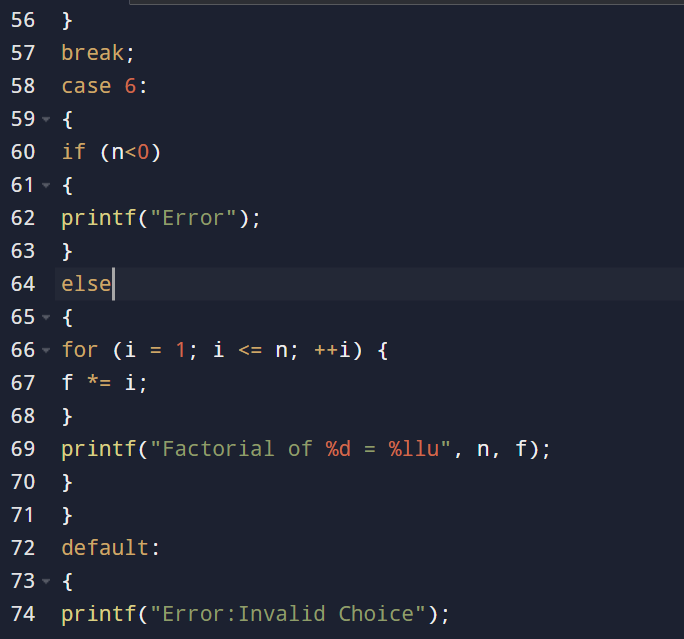 56 }
57 break;
58 case 6:
59 {
60 if (n<0)
61 {
62 printf("Error");
63 }
64 else
65 {
66 for (i = 1; i <= n; ++i) {
67 f *= i;
68 }
69 printf("Factorial of %d = %llu", n, f);
70 }
71 }
72 default:
73 {
74 printf("Error:Invalid Choice");